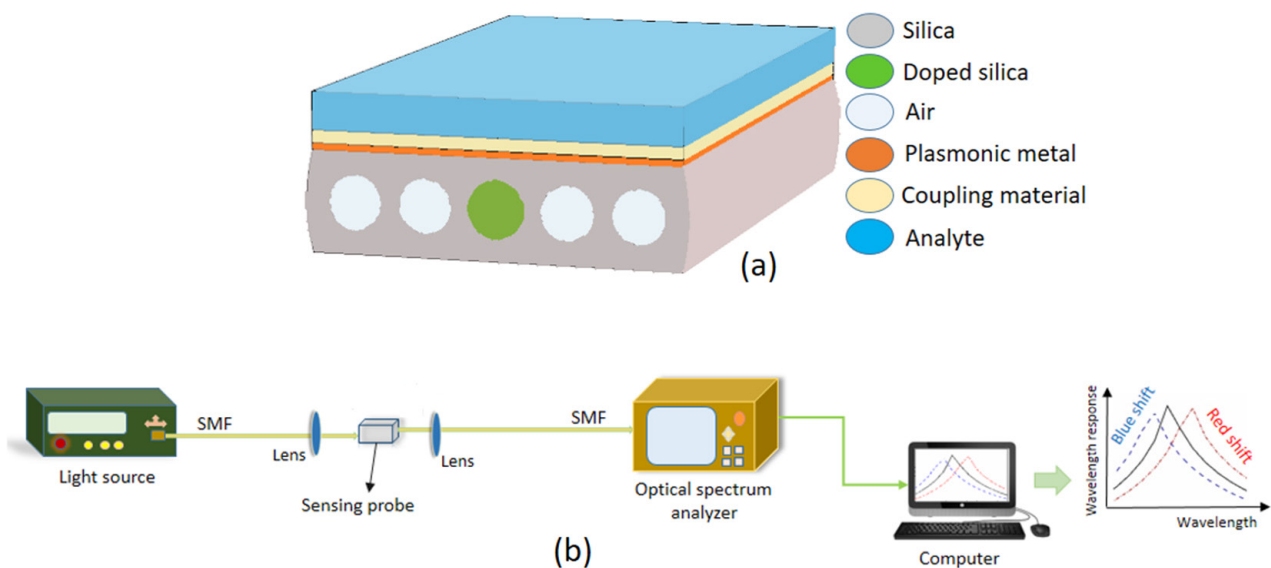 Silica
Doped silica
Air
Plasmonic metal
Coupling material
Analyte
(a)
SMF
Lens
Light source
Sensing probe
Lens
SMF
Optical spectrum
analyzer
Computer
Wavelength response
Blue shift
Red shift
Wavelength
(b)